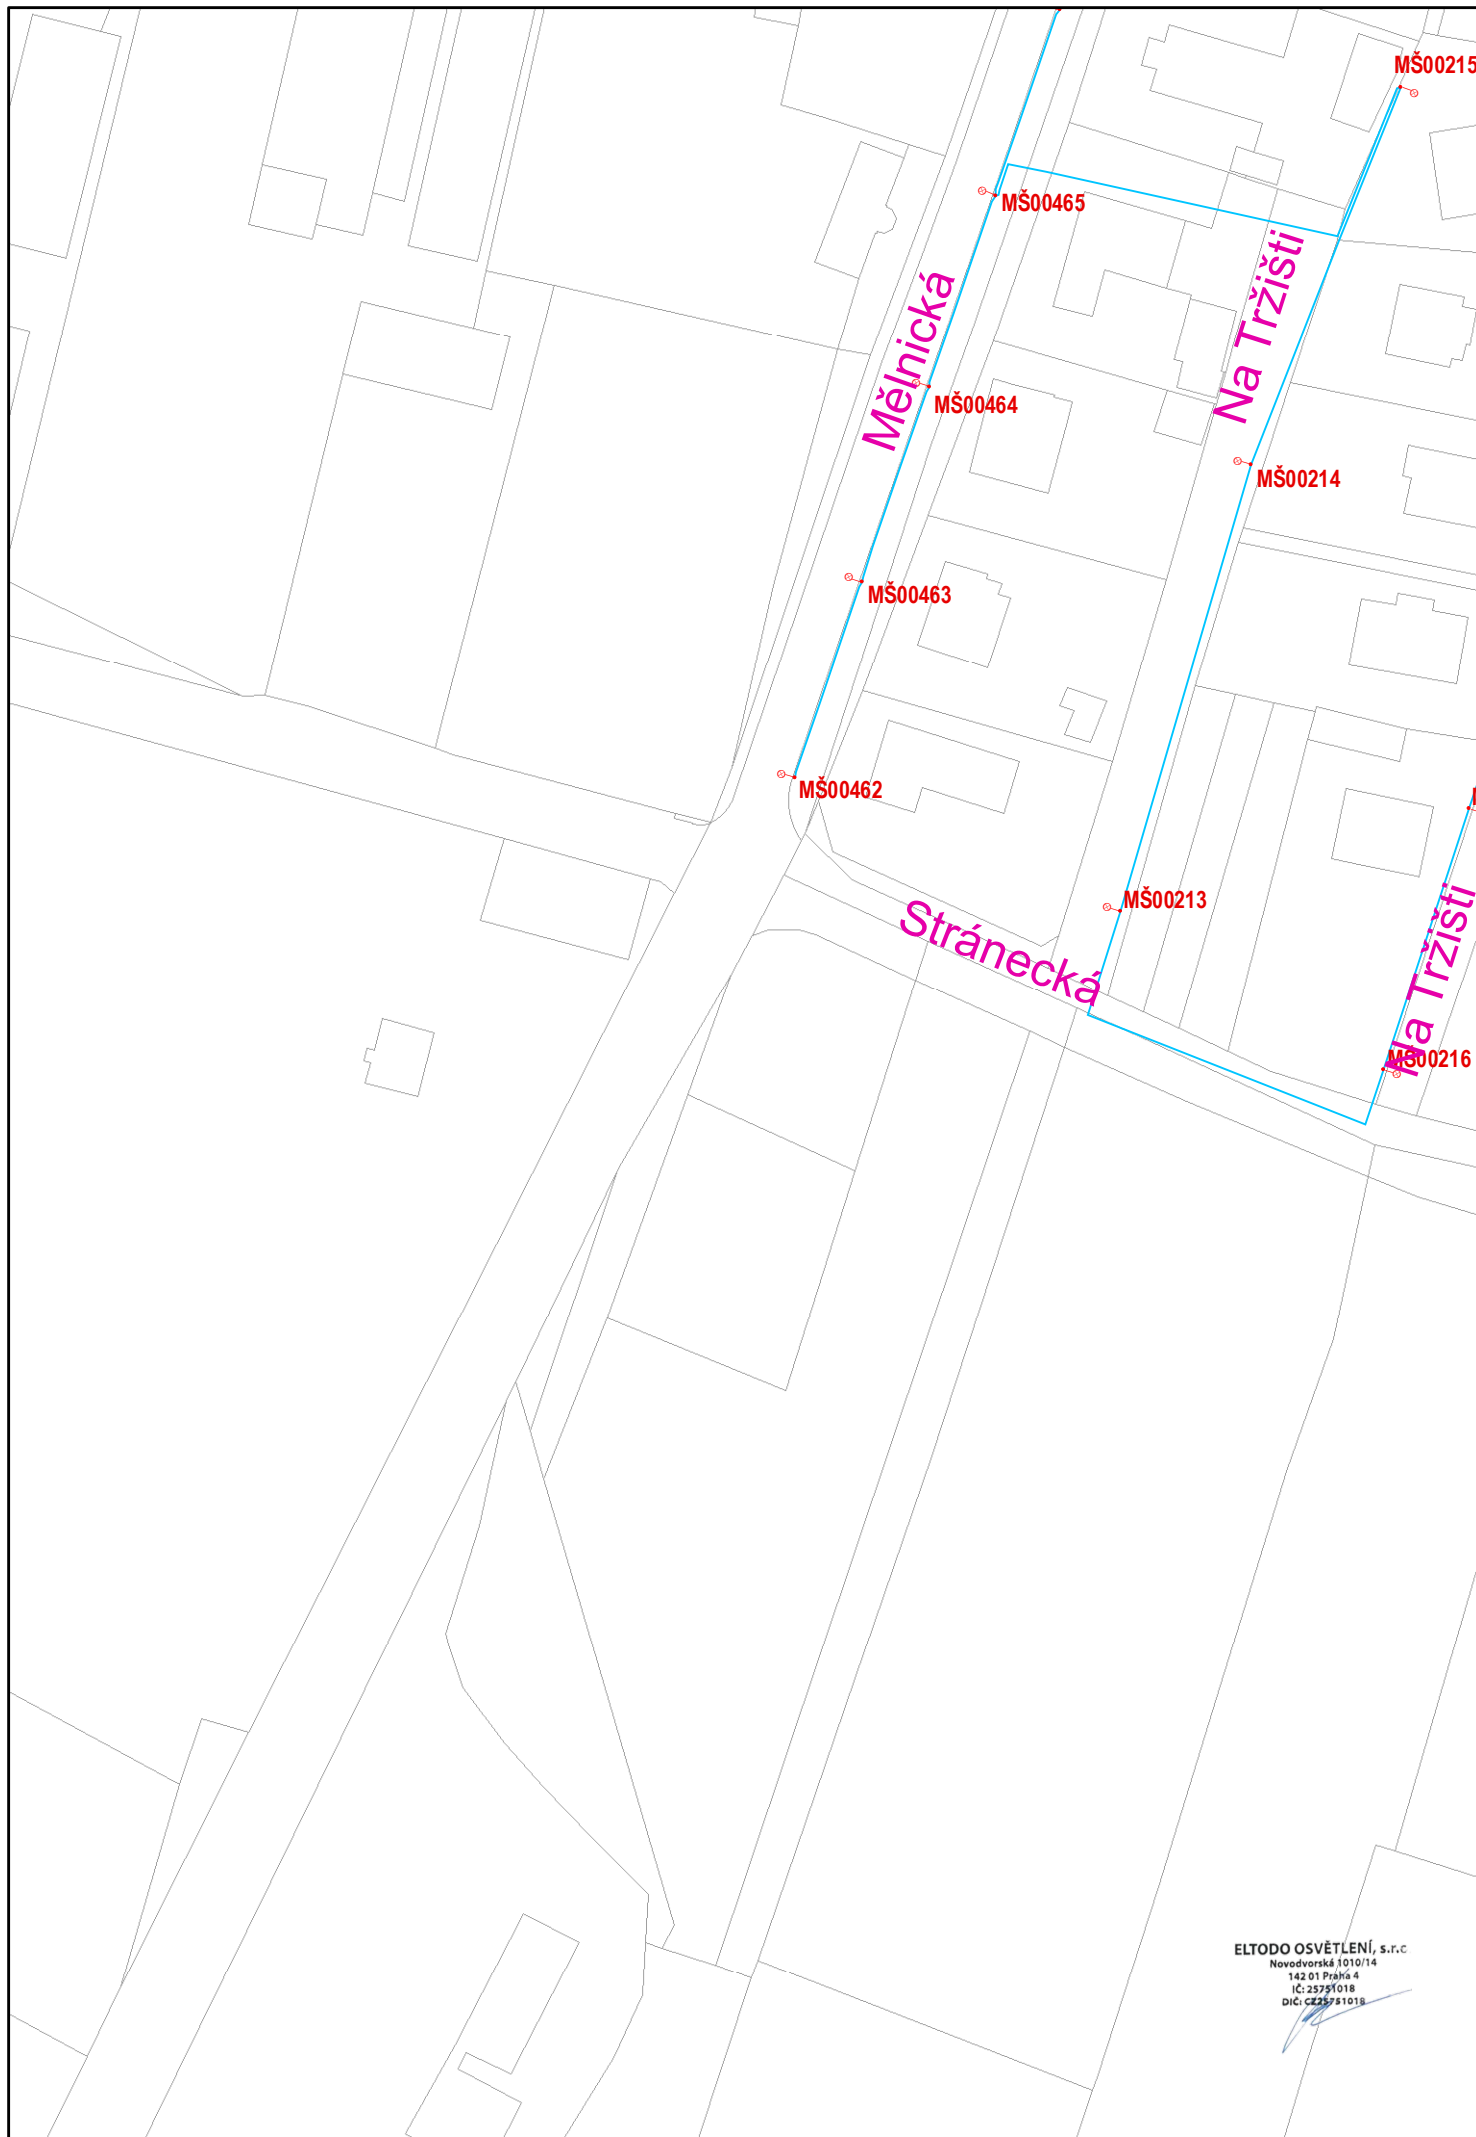 MŠ00215
MŠ00465
Na Tržišti
Mělnická
MŠ00464
MŠ00214
MŠ00463
MŠ00462
MŠ00213
Stránecká
Na Tržišti
MŠ00216
ELTODO OSVĚTLENÍ, s.r.o
Novodvorská 1010/14
142 01 Praha 4
IČ: 25751018
DIČ: CZ25751018